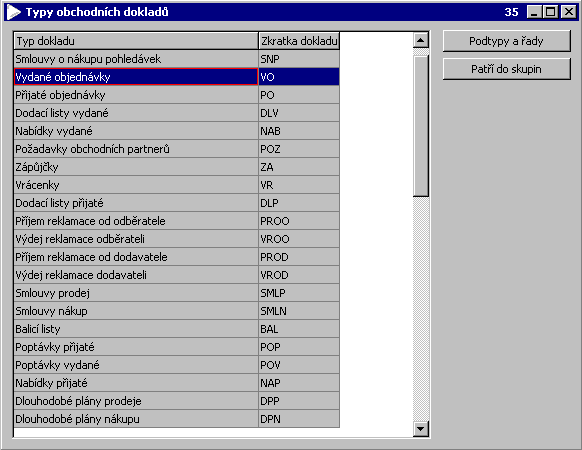 Typy obchodních dokladů 35
Typ dokladu Zkratka dokladu
Smlouvy o nákupu pohledávek SNP
Vydané objednávky VO
Přijaté objednávky PO
Dodací listy vydané DLV
Nabídky vydané NAB
Požadavky obchodních partnerů POZ
Zápůjčky ZA
Vrácenky VR
Dodací listy přijaté DLP
Příjem reklamace od odběratele PROO
Výdej reklamace odběrateli VROO
Příjem reklamace od dodavatele PROD
Výdej reklamace dodavateli VROD
Smlouvy prodej SMLP
Smlouvy nákup SMLN
Balicí listy BAL
Poptávky přijaté POP
Poptávky vydané POV
Nabídky přijaté NAP
Dlouhodobé plány prodeje DPP
Dlouhodobé plány nákupu DPN
Podtypy a řady
Patří do skupin